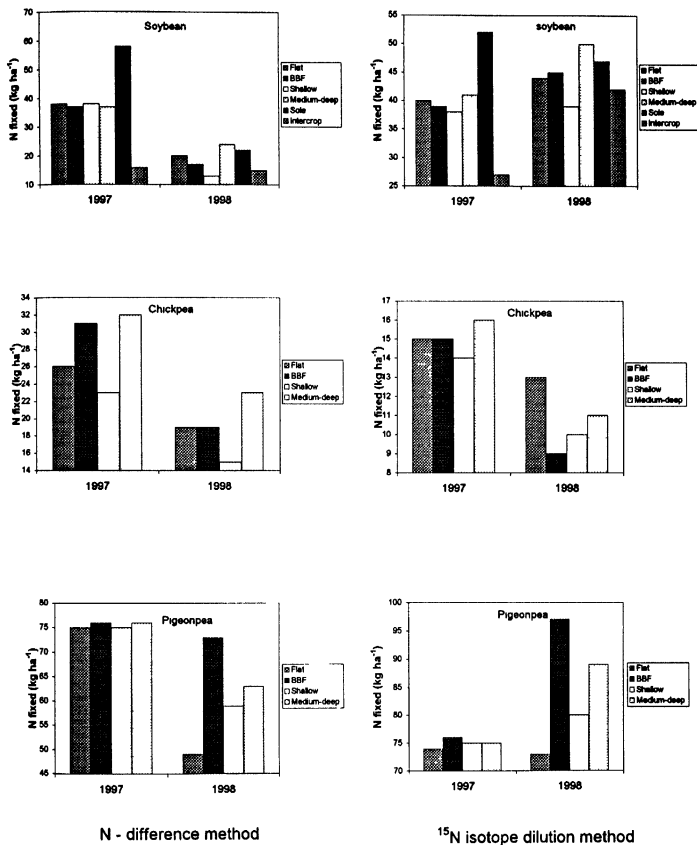 Soybean
N fixed (kg ha⁻¹)
70
60
50
40
30
20
10
1997
1998
Flat
BBF
Shallow
Medium-deep
Sole
Intercrop
soybean
N fixed (kg ha⁻¹)
55
50
45
40
35
30
25
1997
1998
Flat
BBF
Shallow
Medium-deep
Sole
Intercrop
Chickpea
N fixed (kg ha⁻¹)
34
32
30
28
26
24
22
20
18
16
14
1997
1998
Flat
BBF
Shallow
Medium-deep
Chickpea
N fixed (kg ha⁻¹)
17
16
15
14
13
12
11
10
9
8
1997
1998
Flat
BBF
Shallow
Medium-deep
Pigeonpea
N fixed (kg ha⁻¹)
85
75
65
55
45
1997
1998
Flat
BBF
Shallow
Medium-deep
Pigeonpea
N fixed (kg ha⁻¹)
100
95
90
85
80
75
70
1997
1998
Flat
BBF
Shallow
Medium-deep
N - difference method
¹⁵N isotope dilution method